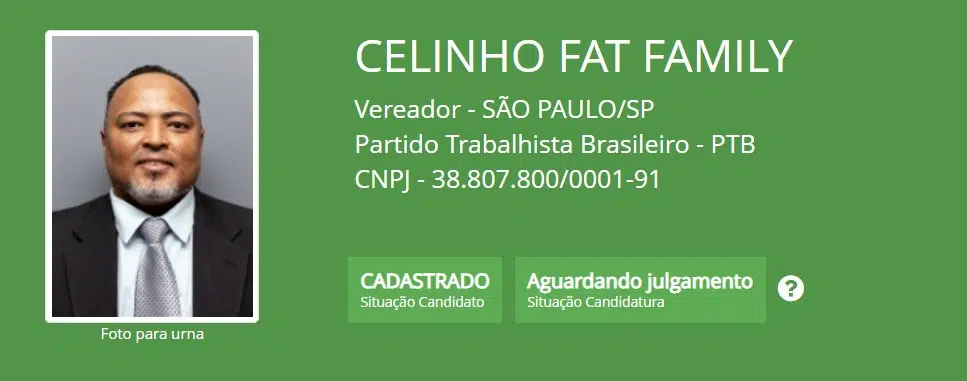 CELINHO FAT FAMILY
Vereador - SÃO PAULO/SP
Partido Trabalhista Brasileiro - PTB
CNPJ - 38.807.800/0001-91
CADASTRADO
Situação Candidato
Aguardando julgamento
Situação Candidatura
?
Foto para urna